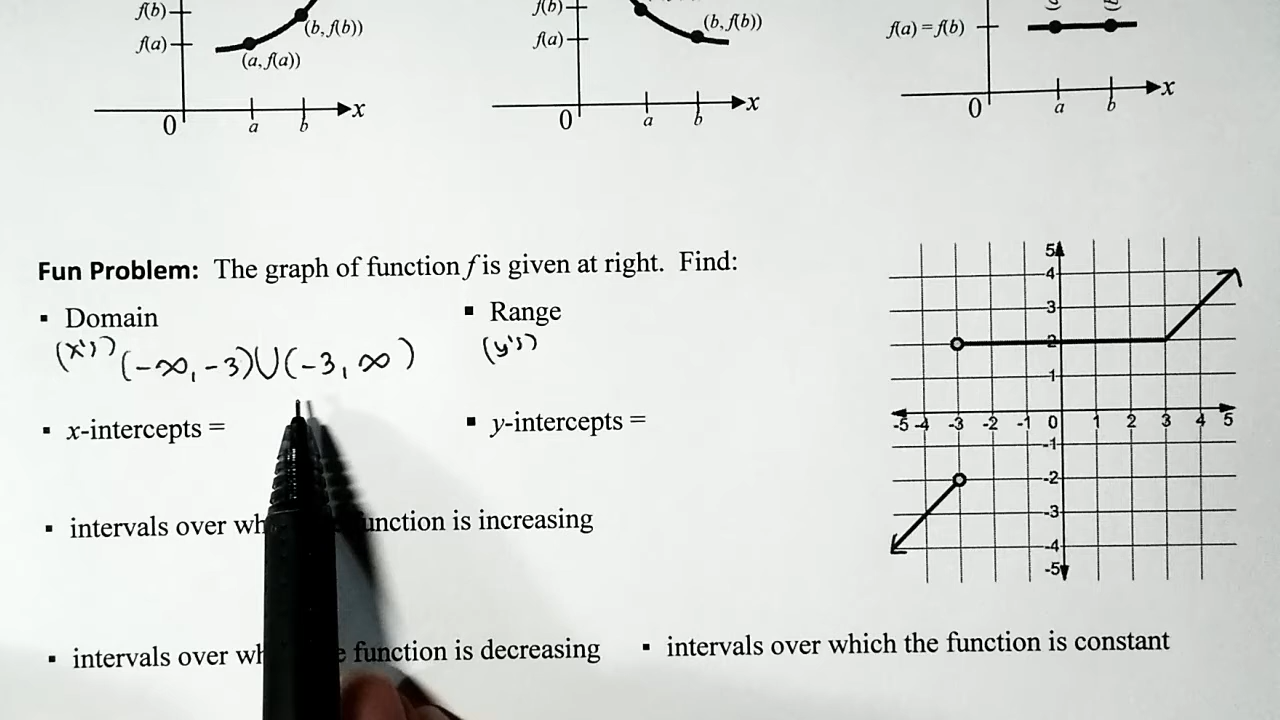 f(b)
(b, f(b))
f(a)
(a, f(a))
0 a b x
f(b)
(b, f(b))
f(a)
0 a b x
f(a) = f(b)
0 a b x
Fun Problem: The graph of function f is given at right. Find:
▪ Domain
(x's) (-∞, -3)∪(-3, ∞)
▪ Range
(y's)
▪ x-intercepts =
▪ y-intercepts =
▪ intervals over wh unction is increasing
▪ intervals over wh e function is decreasing
▪ intervals over which the function is constant
5
4
3
2
1
-5 -4 -3 -2 -1 0 1 2 3 4 5
-1
-2
-3
-4
-5